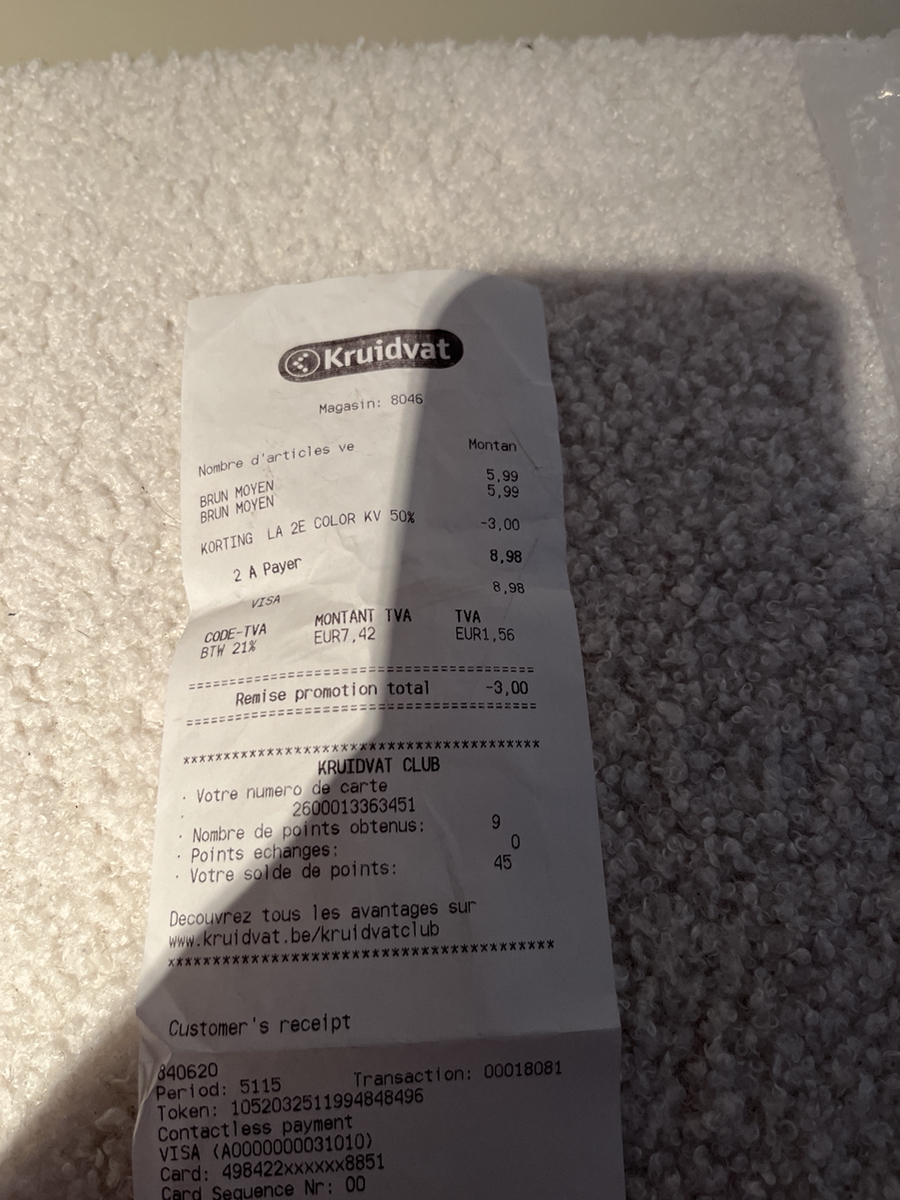 Kruidvat
Magasin: 8046
Nombre d'articles ve Montan
BRUN MOYEN 5,99
BRUN MOYEN 5,99
KORTING LA 2E COLOR KV 50% -3,00
2 A Payer 8,98
VISA 8,98
CODE-TVA MONTANT TVA TVA
BTW 21% EUR7,42 EUR1,56
========================================
Remise promotion total -3,00
========================================
****************************************
KRUIDVAT CLUB
· Votre numero de carte
· 2600013363451
· Nombre de points obtenus: 9
· Points echanges: 0
· Votre solde de points: 45
Decouvrez tous les avantages sur
www.kruidvat.be/kruidvatclub
****************************************
Customer's receipt
840620
Period: 5115 Transaction: 00018081
Token: 1052032511994848496
Contactless payment
VISA (A0000000031010)
Card: 498422xxxxxx8851
Card Sequence Nr: 00